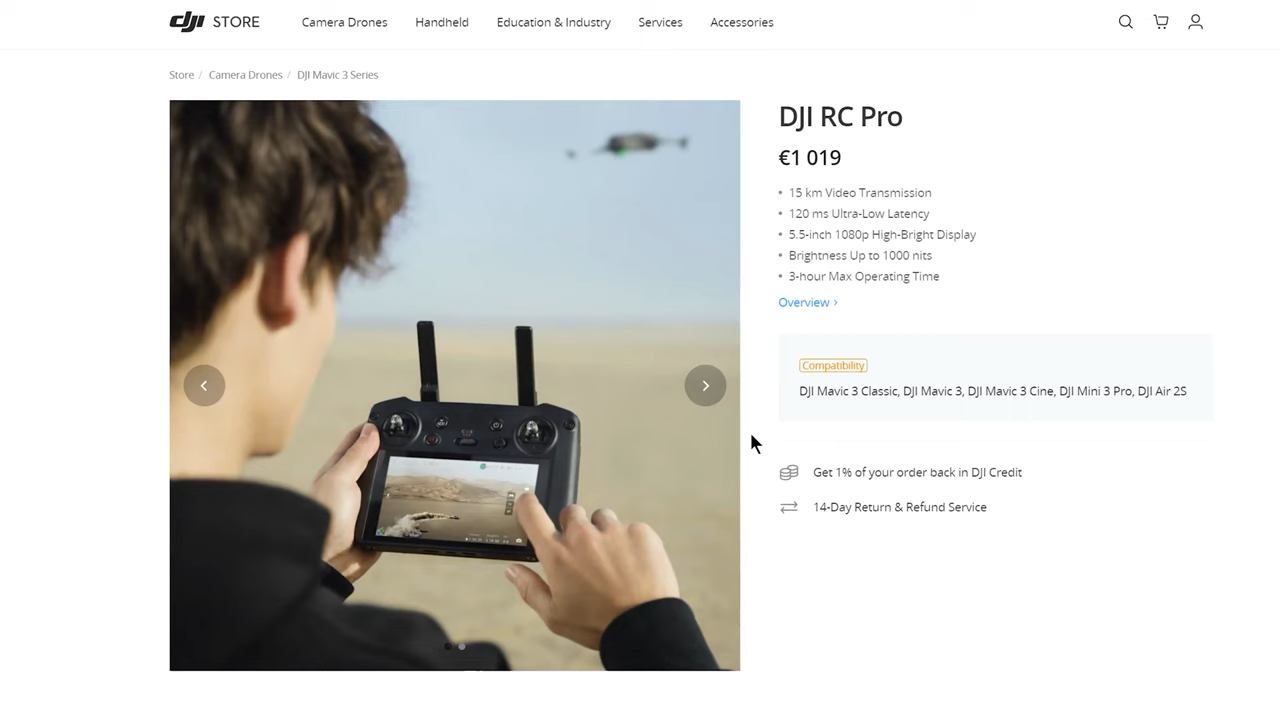 dji STORE
Camera Drones
Handheld
Education & Industry
Services
Accessories
Store / Camera Drones / DJI Mavic 3 Series
DJI RC Pro
€1 019
• 15 km Video Transmission
• 120 ms Ultra-Low Latency
• 5.5-inch 1080p High-Bright Display
• Brightness Up to 1000 nits
• 3-hour Max Operating Time
Overview ›
Compatibility
DJI Mavic 3 Classic, DJI Mavic 3, DJI Mavic 3 Cine, DJI Mini 3 Pro, DJI Air 2S
Get 1% of your order back in DJI Credit
14-Day Return & Refund Service